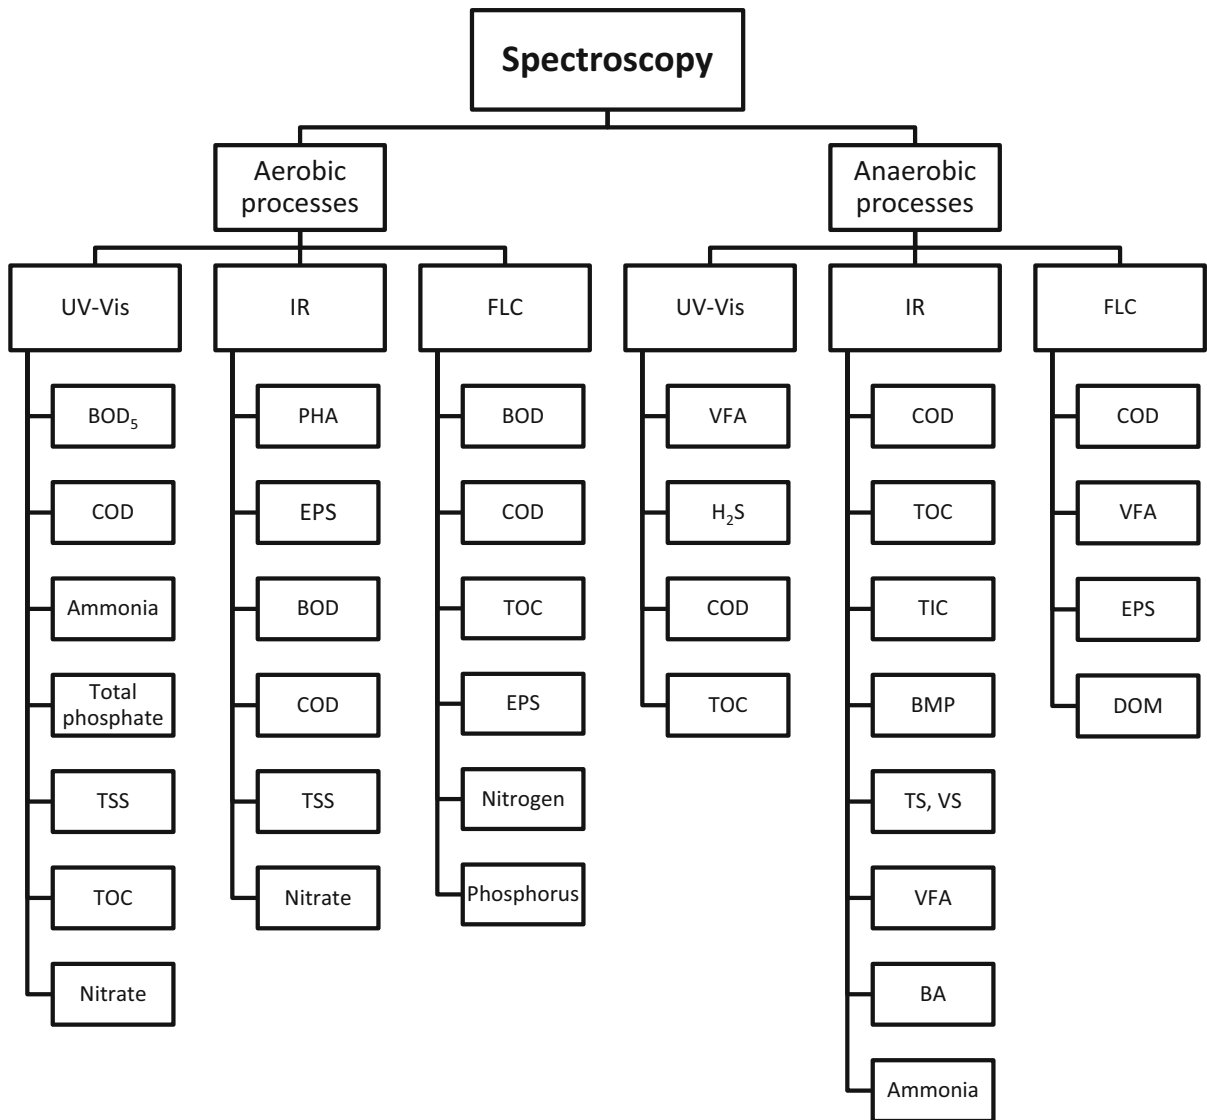 Spectroscopy
Aerobic
processes
Anaerobic
processes
UV-Vis
IR
FLC
UV-Vis
IR
FLC
BOD₅
COD
Ammonia
Total
phosphate
TSS
TOC
Nitrate
PHA
EPS
BOD
COD
TSS
Nitrate
BOD
COD
TOC
EPS
Nitrogen
Phosphorus
VFA
H₂S
COD
TOC
COD
TOC
TIC
BMP
TS, VS
VFA
BA
Ammonia
COD
VFA
EPS
DOM